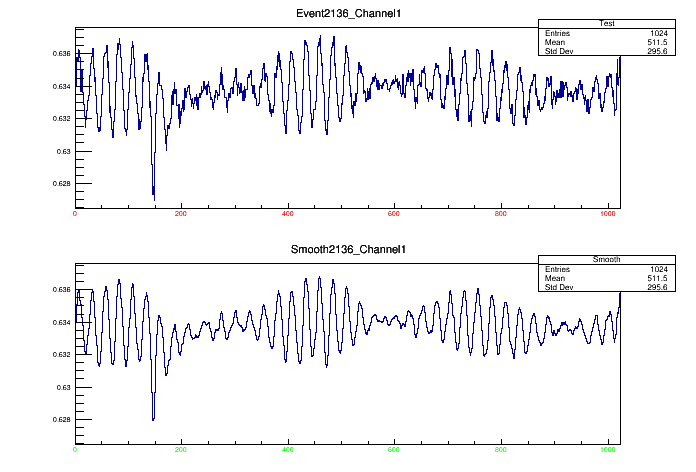 Event2136_Channel1
Test
Entries 1024
Mean 511.5
Std Dev 295.6
0.636
0.634
0.632
0.63
0.628
0 200 400 600 800 1000
Smooth2136_Channel1
Smooth
Entries 1024
Mean 511.5
Std Dev 295.6
0.636
0.634
0.632
0.63
0.628
0 200 400 600 800 1000